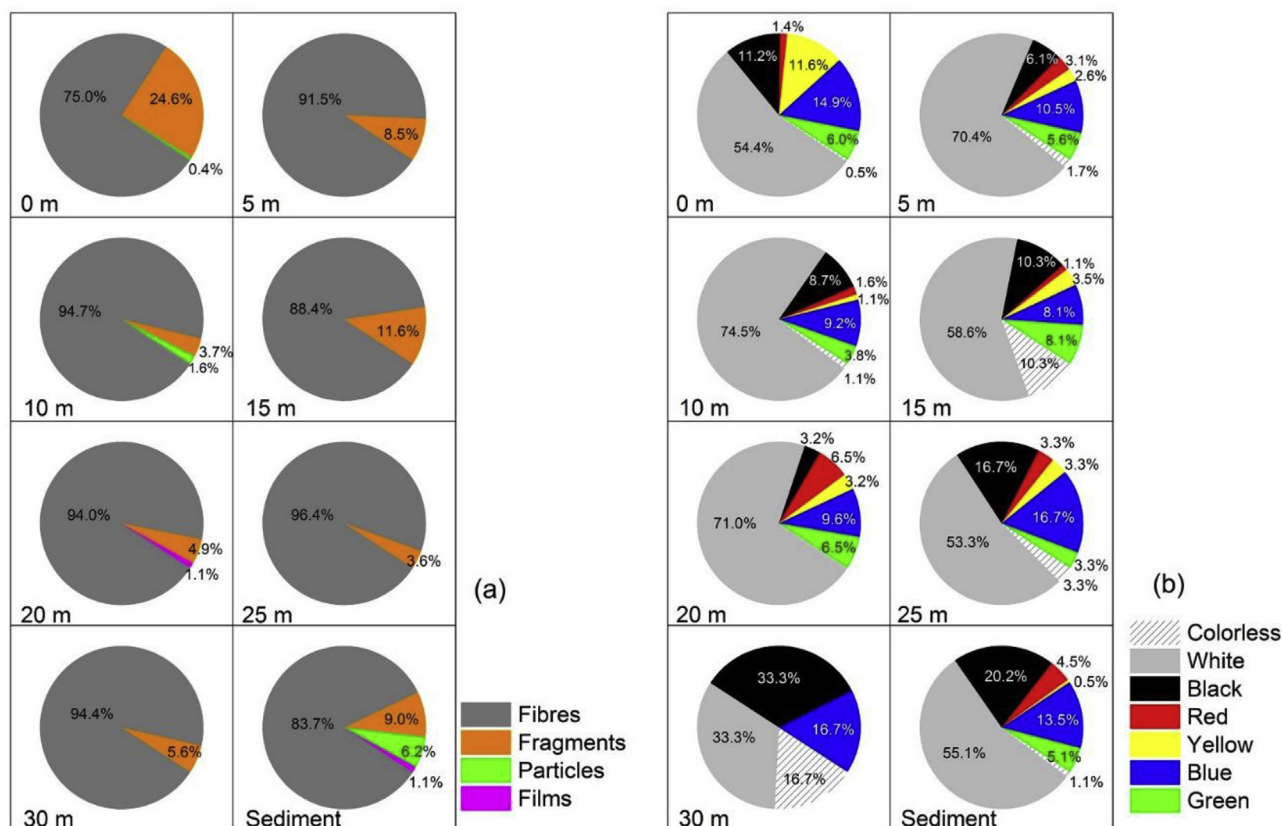 75.0%
24.6%
0.4%
0 m
91.5%
8.5%
5 m
94.7%
3.7%
1.6%
10 m
88.4%
11.6%
15 m
94.0%
4.9%
1.1%
20 m
96.4%
3.6%
25 m
(a)
94.4%
5.6%
30 m
83.7%
9.0%
6.2%
1.1%
Sediment
Fibres
Fragments
Particles
Films
1.4%
11.2%
11.6%
14.9%
6.0%
54.4%
0.5%
0 m
6.1%
3.1%
2.6%
10.5%
5.6%
70.4%
1.7%
5 m
8.7%
1.6%
1.1%
9.2%
3.8%
74.5%
1.1%
10 m
10.3%
1.1%
3.5%
8.1%
8.1%
58.6%
10.3%
15 m
3.2%
6.5%
3.2%
9.6%
6.5%
71.0%
20 m
3.3%
16.7%
3.3%
16.7%
53.3%
3.3%
3.3%
25 m
(b)
33.3%
16.7%
33.3%
16.7%
30 m
20.2%
4.5%
0.5%
13.5%
5.1%
55.1%
1.1%
Sediment
Colorless
White
Black
Red
Yellow
Blue
Green